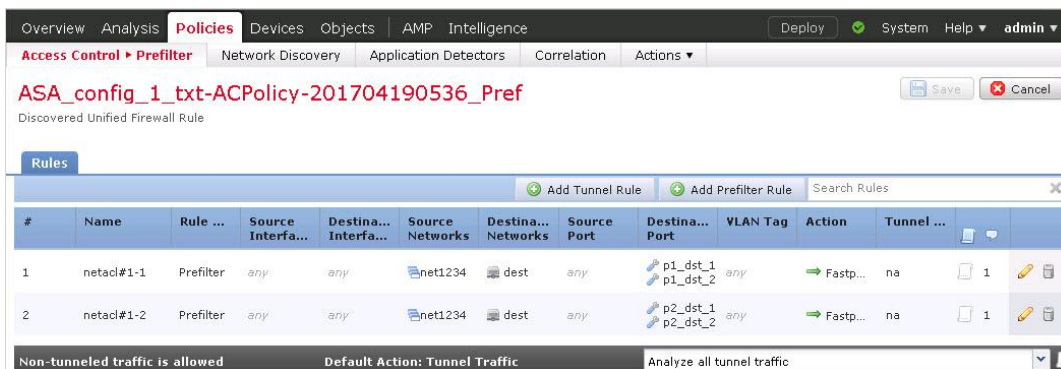 Overview Analysis Policies Devices Objects AMP Intelligence Deploy System Help ▾ admin ▾
Access Control ▸ Prefilter Network Discovery Application Detectors Correlation Actions ▾
ASA_config_1_txt-ACPolicy-201704190536_Pref Save Cancel
Discovered Unified Firewall Rule
Rules
Add Tunnel Rule Add Prefilter Rule Search Rules
# Name Rule ... Source Interfa... Destina... Interfa... Source Networks Destina... Networks Source Port Destina... Port VLAN Tag Action Tunnel ...
1 netacl#1-1 Prefilter any any net1234 dest any p1_dst_1 p1_dst_2 any Fastp... na 1
2 netacl#1-2 Prefilter any any net1234 dest any p2_dst_1 p2_dst_2 any Fastp... na 1
Non-tunneled traffic is allowed Default Action: Tunnel Traffic Analyze all tunnel traffic